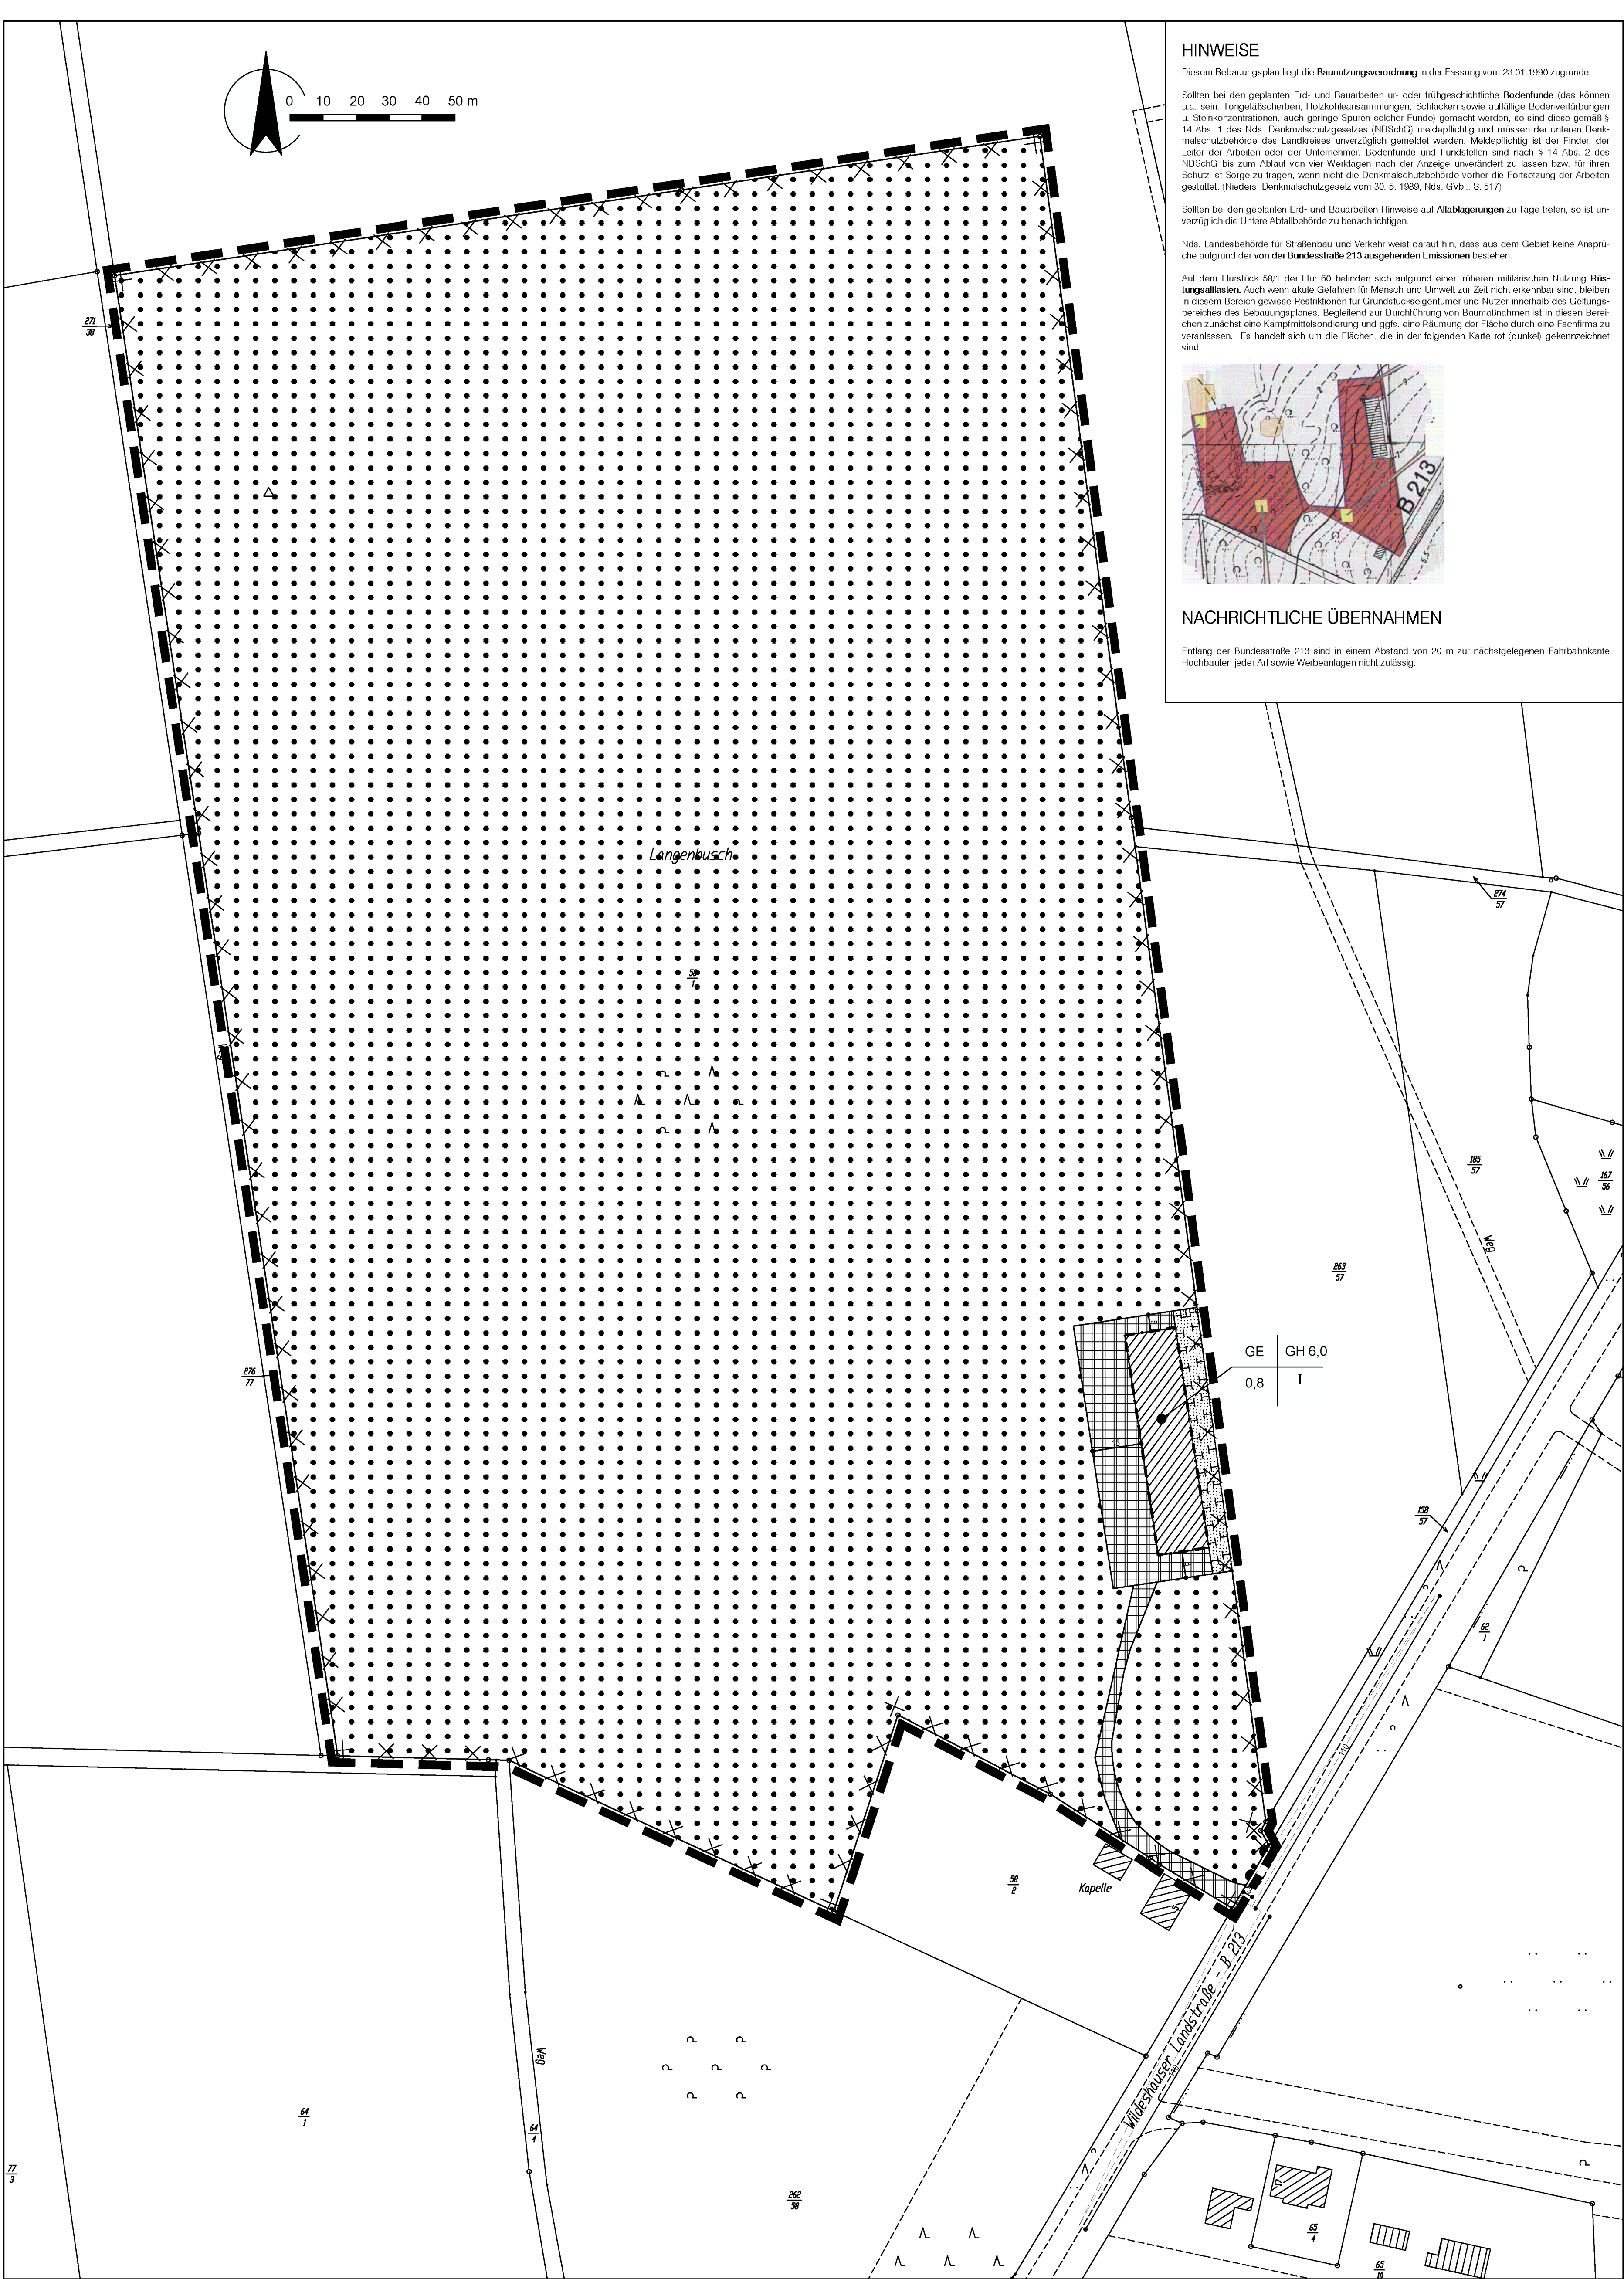 0 10 20 30 40 50 m
HINWEISE
Diesem Bebauungsplan liegt die Baunutzungsverordnung in der Fassung vom 23.01.1990 zugrunde.
Sollten bei den geplanten Erd- und Bauarbeiten ur- oder frühgeschichtliche Bodenfunde (das können
u.a. sein: Tongefäßscherben, Holzkohleansammlungen, Schlacken sowie auffällige Bodenverfärbungen
u. Steinkonzentrationen, auch geringe Spuren solcher Funde) gemacht werden, so sind diese gemäß §
14 Abs. 1 des Nds. Denkmalschutzgesetzes (NDSchG) meldepflichtig und müssen der unteren Denk-
malschutzbehörde des Landkreises unverzüglich gemeldet werden. Meldepflichtig ist der Finder, der
Leiter der Arbeiten oder der Unternehmer. Bodenfunde und Fundstellen sind nach § 14 Abs. 2 des
NDSchG bis zum Ablauf von vier Werktagen nach der Anzeige unverändert zu lassen bzw. für ihren
Schutz ist Sorge zu tragen, wenn nicht die Denkmalschutzbehörde vorher die Fortsetzung der Arbeiten
gestattet. (Nieders. Denkmalschutzgesetz vom 30. 5. 1989, Nds. GVbl., S. 517)
Sollten bei den geplanten Erd- und Bauarbeiten Hinweise auf Altablagerungen zu Tage treten, so ist un-
verzüglich die Untere Abfallbehörde zu benachrichtigen.
Nds. Landesbehörde für Straßenbau und Verkehr weist darauf hin, dass aus dem Gebiet keine Ansprü-
che aufgrund der von der Bundesstraße 213 ausgehenden Emissionen bestehen.
Auf dem Flurstück 58/1 der Flur 60 befinden sich aufgrund einer früheren militärischen Nutzung Rüs-
tungsaltlasten. Auch wenn akute Gefahren für Mensch und Umwelt zur Zeit nicht erkennbar sind, bleiben
in diesem Bereich gewisse Restriktionen für Grundstückseigentümer und Nutzer innerhalb des Geltungs-
bereiches des Bebauungsplanes. Begleitend zur Durchführung von Baumaßnahmen ist in diesen Berei-
chen zunächst eine Kampfmittelsondierung und ggfs. eine Räumung der Fläche durch eine Fachfirma zu
veranlassen. Es handelt sich um die Flächen, die in der folgenden Karte rot (dunkel) gekennzeichnet
sind.
B 213
5,5
NACHRICHTLICHE ÜBERNAHMEN
Entlang der Bundesstraße 213 sind in einem Abstand von 20 m zur nächstgelegenen Fahrbahnkante
Hochbauten jeder Art sowie Werbeanlagen nicht zulässig.
271
38
Langenbusch
274
57
58
1
185
57
167
56
Weg
263
57
GE GH 6,0
0,8 I
276
77
158
57
62
1
110
58
2
Kapelle
Wildeshauser Landstraße - B 213
Weg
64
1
64
4
77
3
262
58
17
65
4
65
10